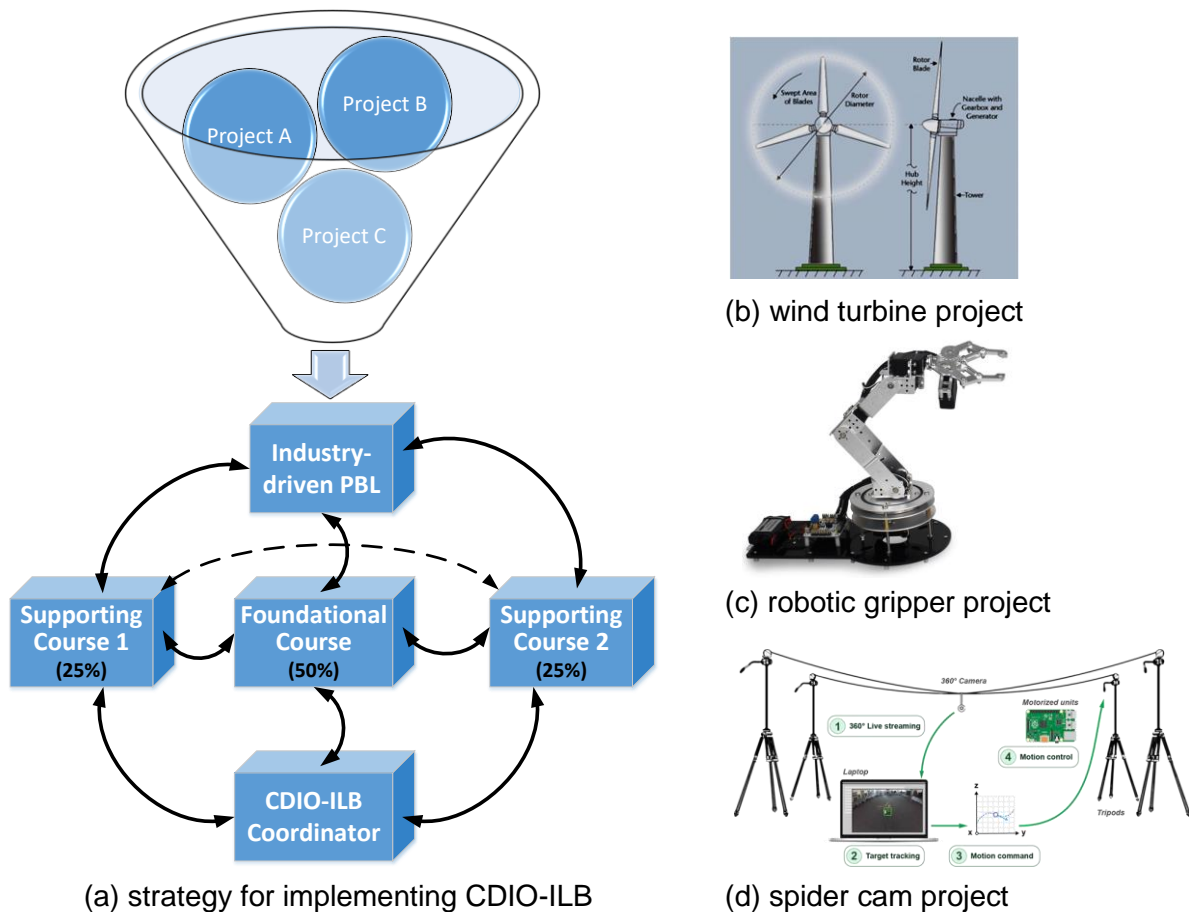 Project B
Project A
Project C
Industry-
driven PBL
Supporting
Course 1
(25%)
Foundational
Course
(50%)
Supporting
Course 2
(25%)
CDIO-ILB
Coordinator
(a) strategy for implementing CDIO-ILB
Rotor
Blade
Swept Area
of Blades
Rotor
Diameter
Nacelle with
Gearbox and
Generator
Hub
Height
Tower
(b) wind turbine project
(c) robotic gripper project
360° Camera
Motorized units
1 360° Live streaming
4 Motion control
Laptop
z
x
y
Tripods
2 Target tracking
3 Motion command
(d) spider cam project